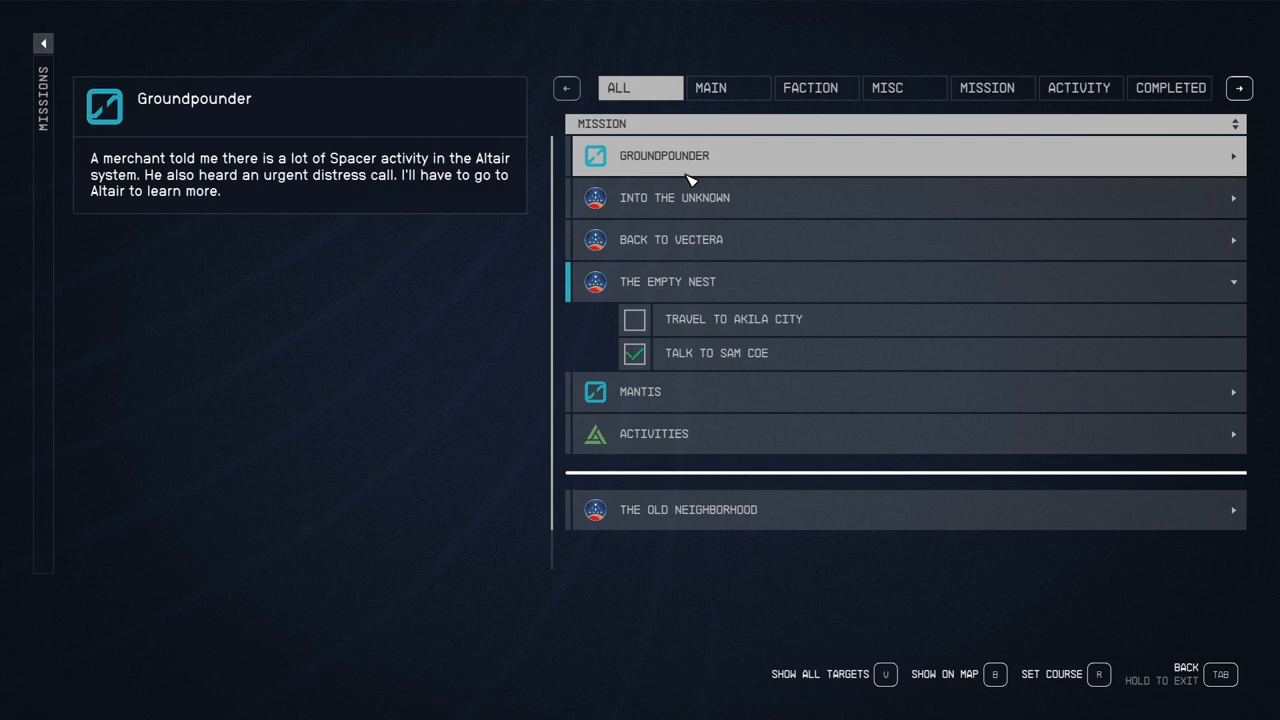 MISSIONS
Groundpounder
A merchant told me there is a lot of Spacer activity in the Altair
system. He also heard an urgent distress call. I'll have to go to
Altair to learn more.
ALL
MAIN
FACTION
MISC
MISSION
ACTIVITY
COMPLETED
MISSION
GROUNDPOUNDER
INTO THE UNKNOWN
BACK TO VECTERA
THE EMPTY NEST
TRAVEL TO AKILA CITY
TALK TO SAM COE
MANTIS
ACTIVITIES
THE OLD NEIGHBORHOOD
SHOW ALL TARGETS V
SHOW ON MAP B
SET COURSE R
BACK
HOLD TO EXIT
TAB